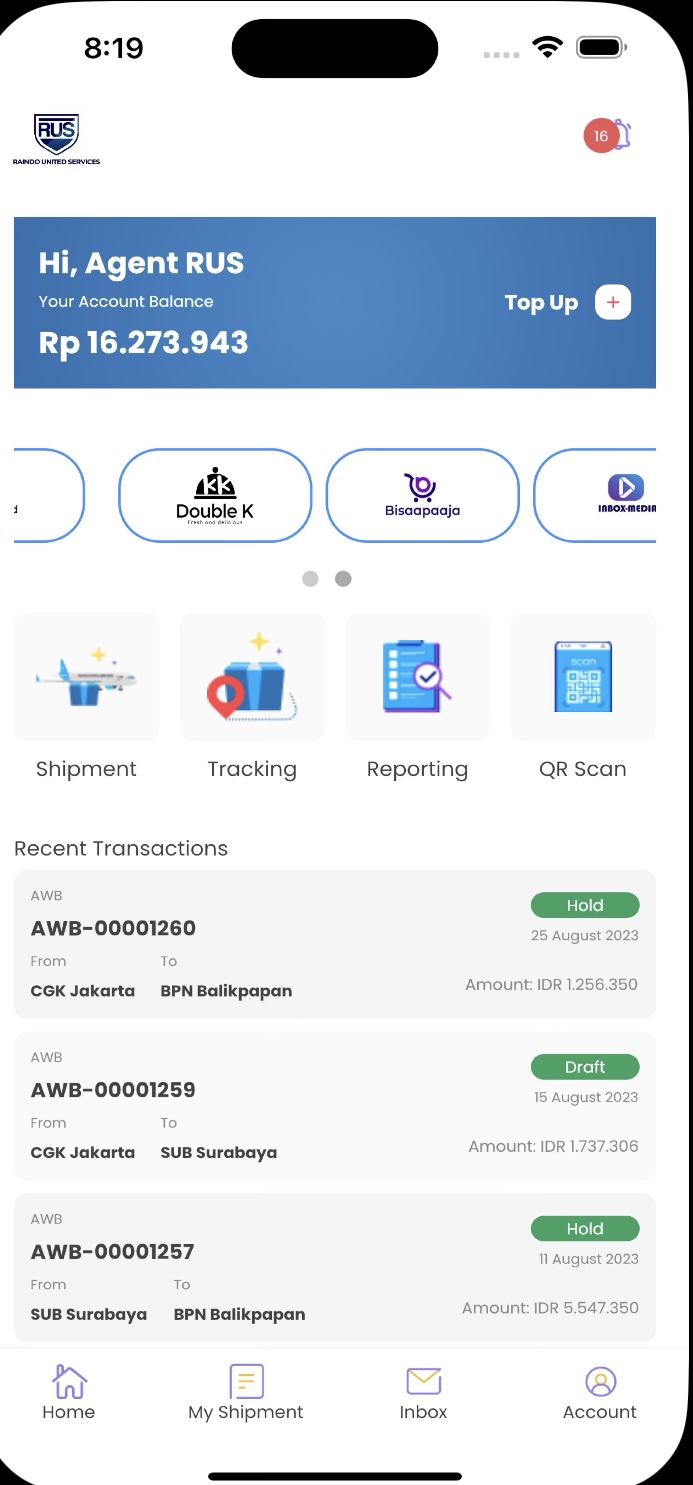 8:19
RUS
RAINDO UNITED SERVICES
16
Hi, Agent RUS
Your Account Balance
Rp 16.273.943
Top Up
+
d
KK
Double K
Fresh and delicious
Bisaapaaja
INBOX-MEDIA
scan
Shipment
Tracking
Reporting
QR Scan
Recent Transactions
AWB
Hold
AWB-00001260
25 August 2023
From
To
CGK Jakarta
BPN Balikpapan
Amount: IDR 1.256.350
AWB
Draft
AWB-00001259
15 August 2023
From
To
CGK Jakarta
SUB Surabaya
Amount: IDR 1.737.306
AWB
Hold
AWB-00001257
11 August 2023
From
To
SUB Surabaya
BPN Balikpapan
Amount: IDR 5.547.350
Home
My Shipment
Inbox
Account